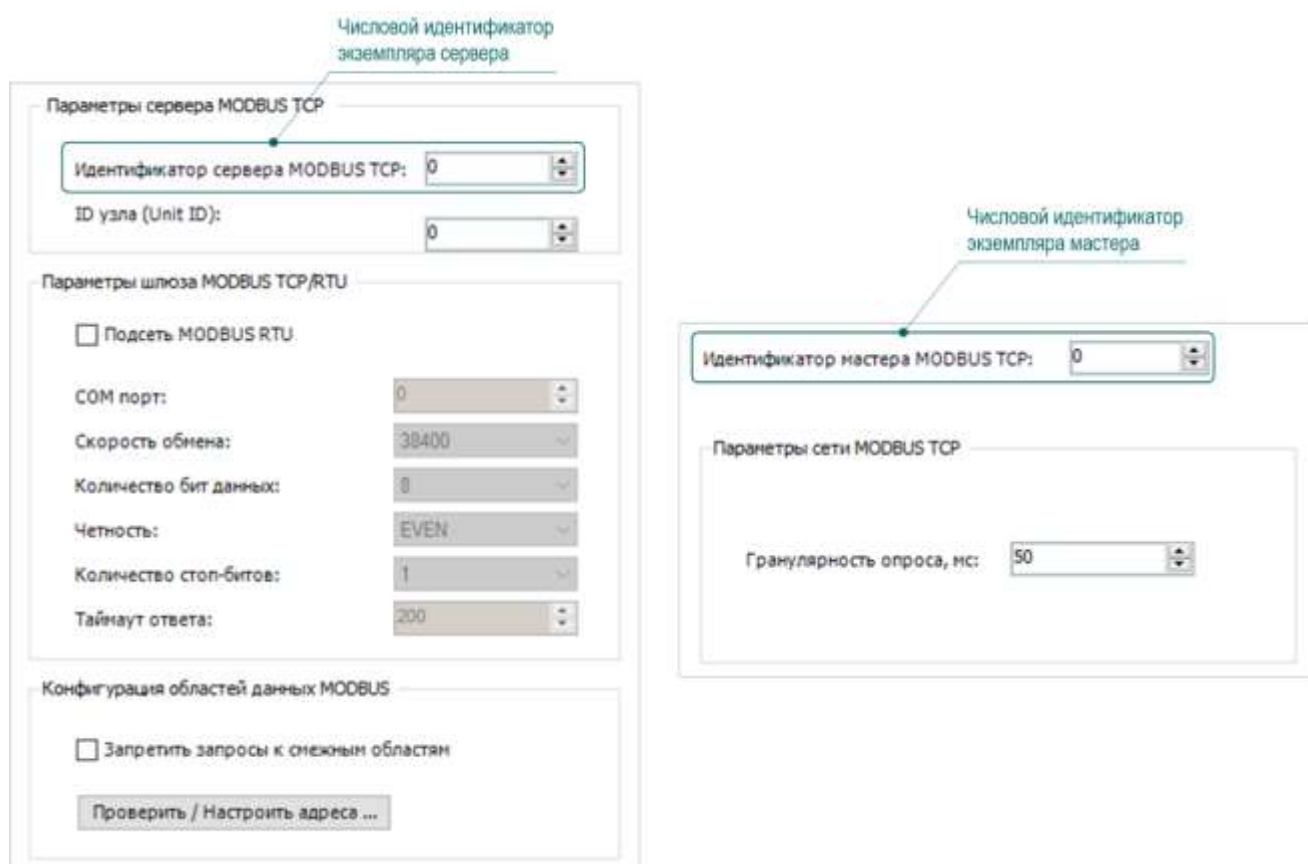 Числовой идентификатор
экземпляра сервера
Параметры сервера MODBUS TCP
Идентификатор сервера MODBUS TCP: 0
ID узла (Unit ID):
0
Параметры шлюза MODBUS TCP/RTU
Подсеть MODBUS RTU
COM порт: 0
Скорость обмена: 38400
Количество бит данных: 8
Четность: EVEN
Количество стоп-битов: 1
Таймаут ответа: 200
Конфигурация областей данных MODBUS
Запретить запросы к смежным областям
Проверить / Настроить адреса ...
Числовой идентификатор
экземпляра мастера
Идентификатор мастера MODBUS TCP: 0
Параметры сети MODBUS TCP
Гранулярность опроса, мс: 50